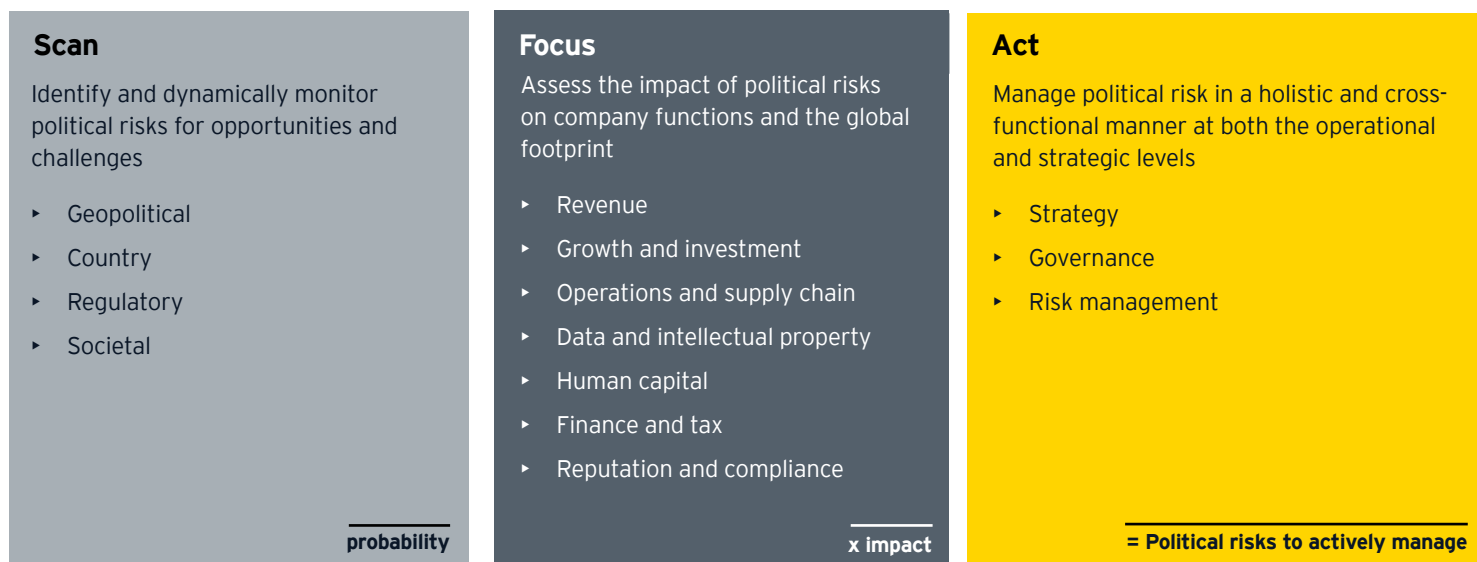 Scan
Identify and dynamically monitor
political risks for opportunities and
challenges
‣ Geopolitical
‣ Country
‣ Regulatory
‣ Societal
probability
Focus
Assess the impact of political risks
on company functions and the global
footprint
‣ Revenue
‣ Growth and investment
‣ Operations and supply chain
‣ Data and intellectual property
‣ Human capital
‣ Finance and tax
‣ Reputation and compliance
x impact
Act
Manage political risk in a holistic and cross-
functional manner at both the operational
and strategic levels
‣ Strategy
‣ Governance
‣ Risk management
= Political risks to actively manage